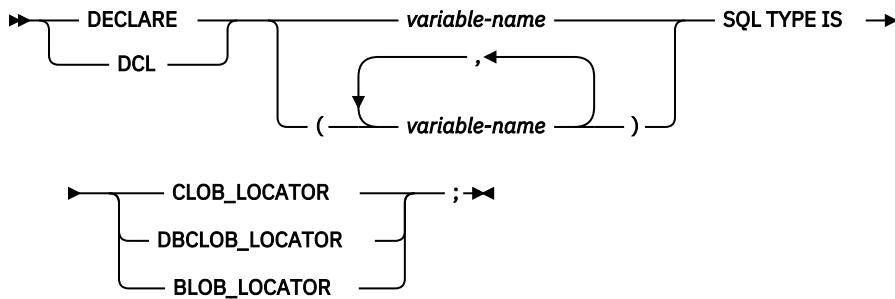 DECLARE variable-name SQL TYPE IS
DCL ,
( variable-name )
CLOB_LOCATOR ;
DBCLOB_LOCATOR
BLOB_LOCATOR